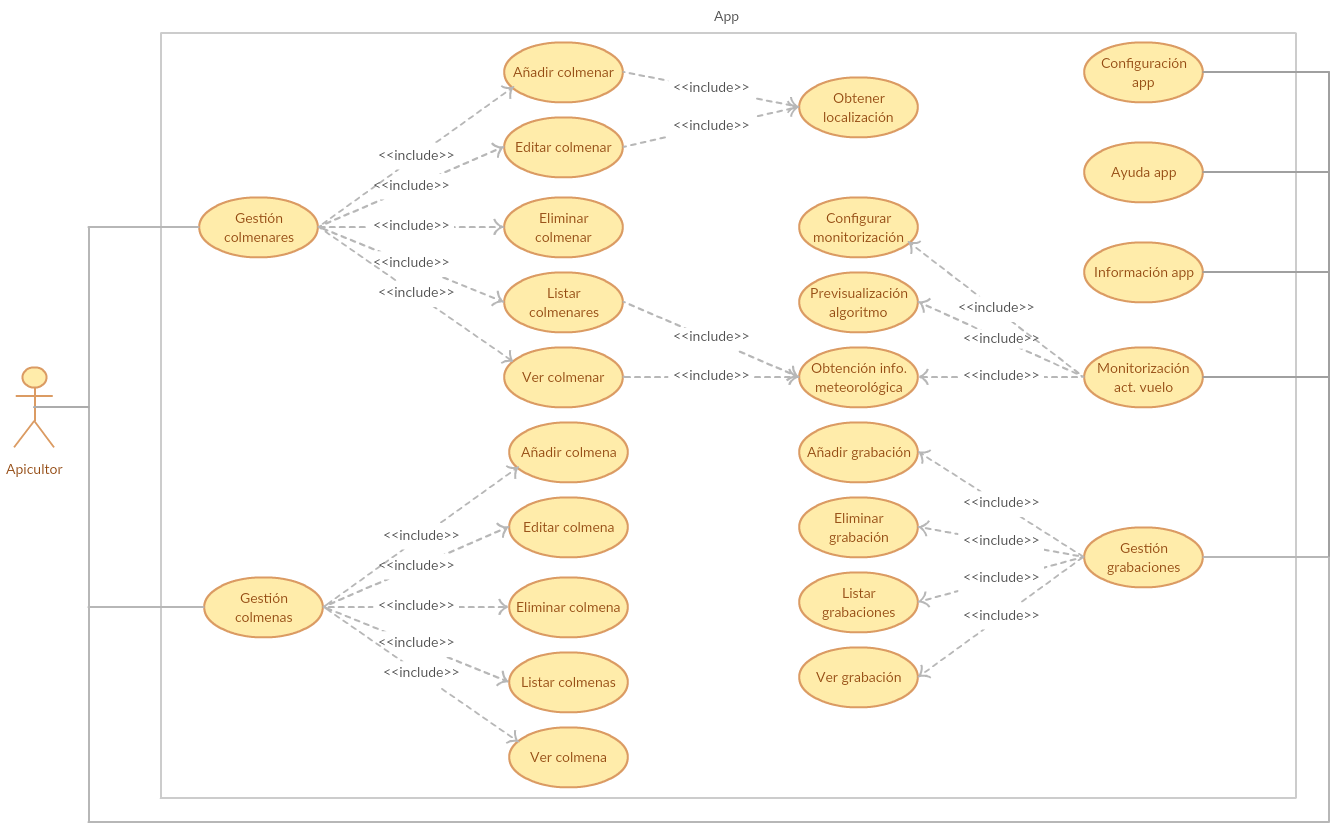 App
Añadir colmenar
<<include>>
Obtener
localización
Configuración
app
<<include>>
Editar colmenar
<<include>>
<<include>>
Ayuda app
Gestión
colmenares
<<include>>
Eliminar
colmenar
Configurar
monitorización
<<include>>
<<include>>
Listar
colmenares
Previsualización
algoritmo
Información app
<<include>>
<<include>>
<<include>>
Ver colmenar
<<include>>
Obtención info.
meteorológica
<<include>>
Monitorización
act. vuelo
Apicultor
Añadir colmena
Añadir grabación
<<include>>
<<include>>
Editar colmena
Eliminar
grabación
<<include>>
<<include>>
Gestión
grabaciones
<<include>>
Gestión
colmenas
<<include>>
Eliminar colmena
Listar
grabaciones
<<include>>
<<include>>
<<include>>
Listar colmenas
Ver grabación
Ver colmena